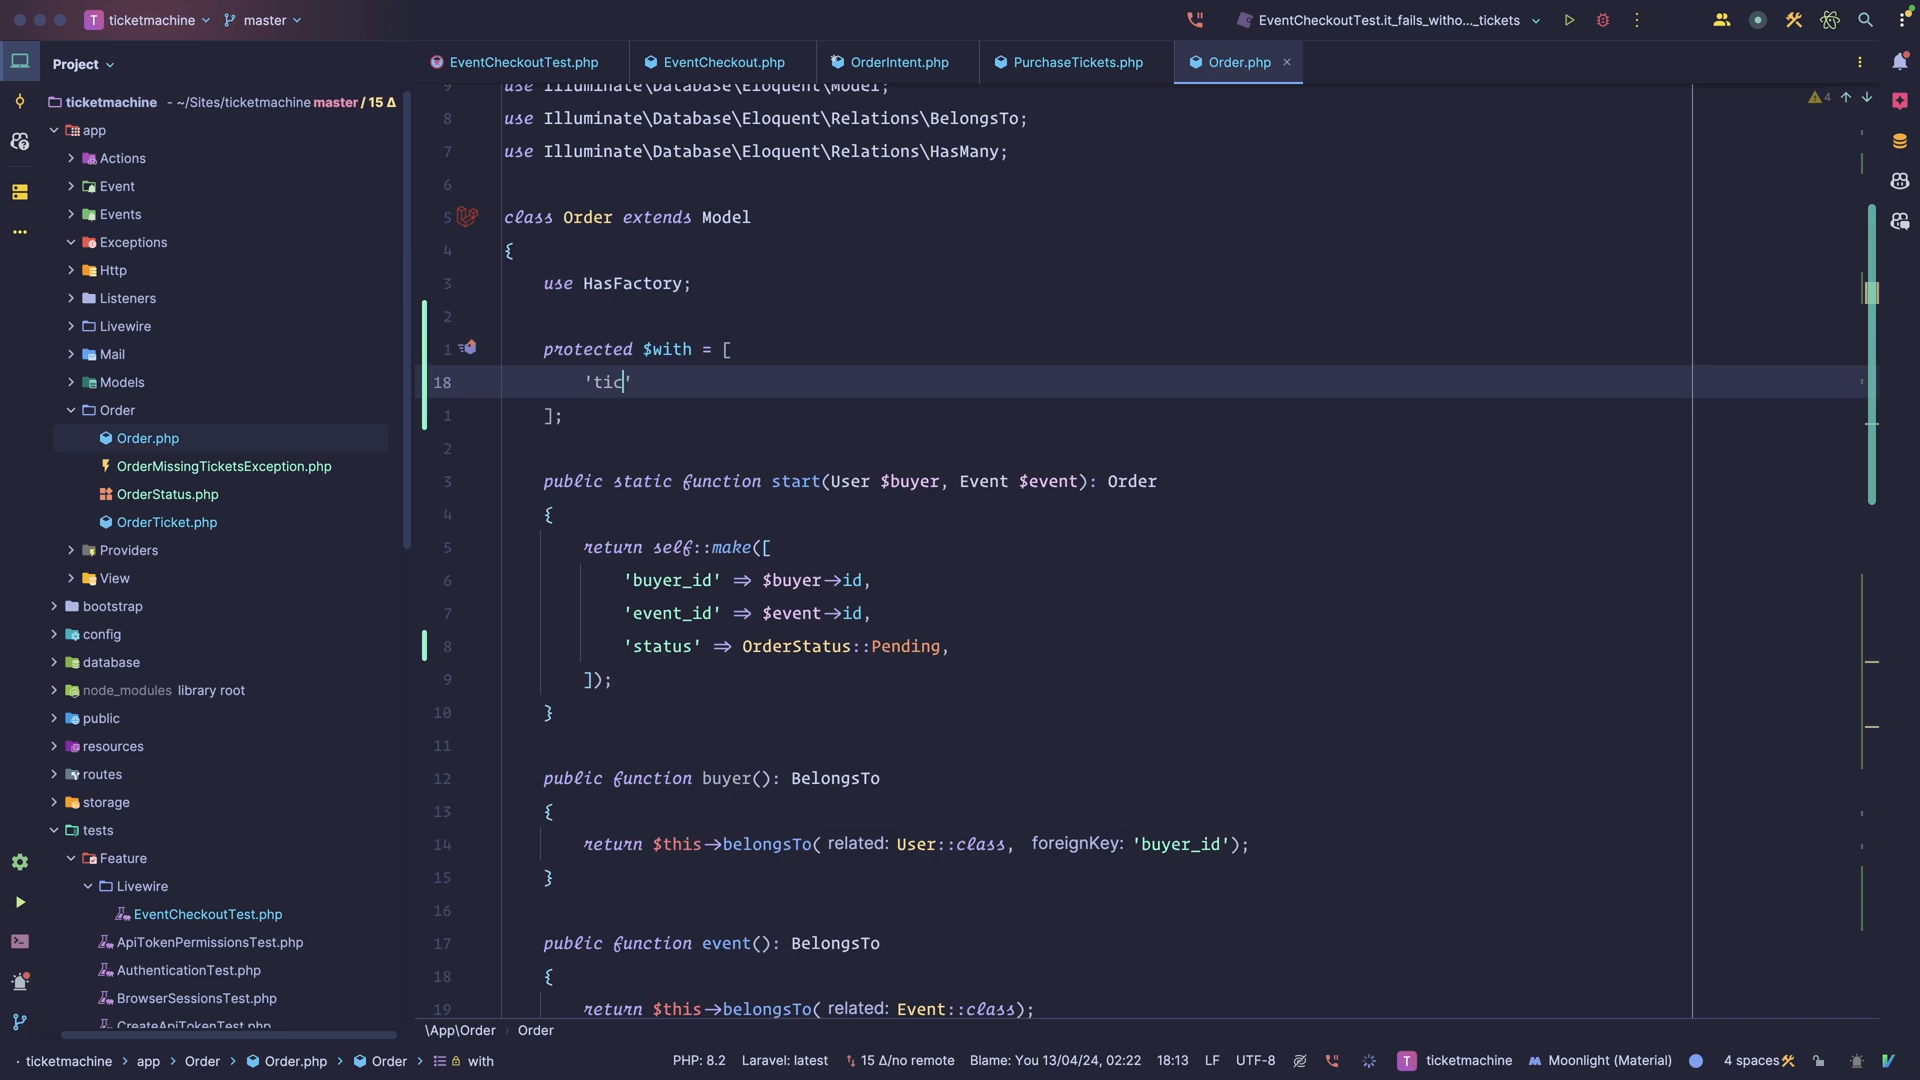 T ticketmachine
master
EventCheckoutTest.it_fails_witho..._tickets
Project
EventCheckoutTest.php
EventCheckout.php
OrderIntent.php
PurchaseTickets.php
Order.php
ticketmachine - ~/Sites/ticketmachine master / 15 Δ
app
Actions
Event
Events
Exceptions
Http
Listeners
Livewire
Mail
Models
Order
Order.php
OrderMissingTicketsException.php
OrderStatus.php
OrderTicket.php
Providers
View
bootstrap
config
database
node_modules library root
public
resources
routes
storage
tests
Feature
Livewire
EventCheckoutTest.php
ApiTokenPermissionsTest.php
AuthenticationTest.php
BrowserSessionsTest.php
CreateApiTokenTest.php
4
9 use Illuminate\Database\Eloquent\Model;
8 use Illuminate\Database\Eloquent\Relations\BelongsTo;
7 use Illuminate\Database\Eloquent\Relations\HasMany;
6
5 class Order extends Model
4 {
3 use HasFactory;
2
1 protected $with = [
18 'tic'
1 ];
2
3 public static function start(User $buyer, Event $event): Order
4 {
5 return self::make([
6 'buyer_id' => $buyer->id,
7 'event_id' => $event->id,
8 'status' => OrderStatus::Pending,
9 ]);
10 }
11
12 public function buyer(): BelongsTo
13 {
14 return $this->belongsTo( related: User::class, foreignKey: 'buyer_id');
15 }
16
17 public function event(): BelongsTo
18 {
19 return $this->belongsTo( related: Event::class);
\App\Order › Order
ticketmachine › app › Order › Order.php › Order › with
PHP: 8.2
Laravel: latest
15 Δ/no remote
Blame: You 13/04/24, 02:22
18:13
LF
UTF-8
T ticketmachine
Moonlight (Material)
4 spaces